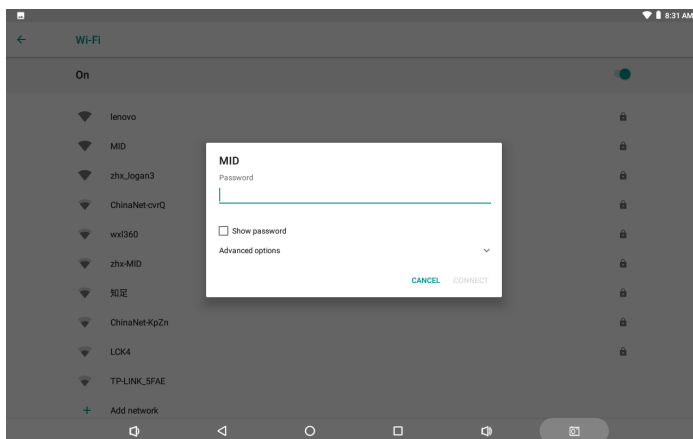 8:31 AM
Wi-Fi
On
lenovo
MID
zhx_logan3
ChinaNet-cvrQ
wxl360
zhx-MID
知足
ChinaNet-KpZn
LCK4
TP-LINK_5FAE
Add network
MID
Password
Show password
Advanced options
CANCEL CONNECT